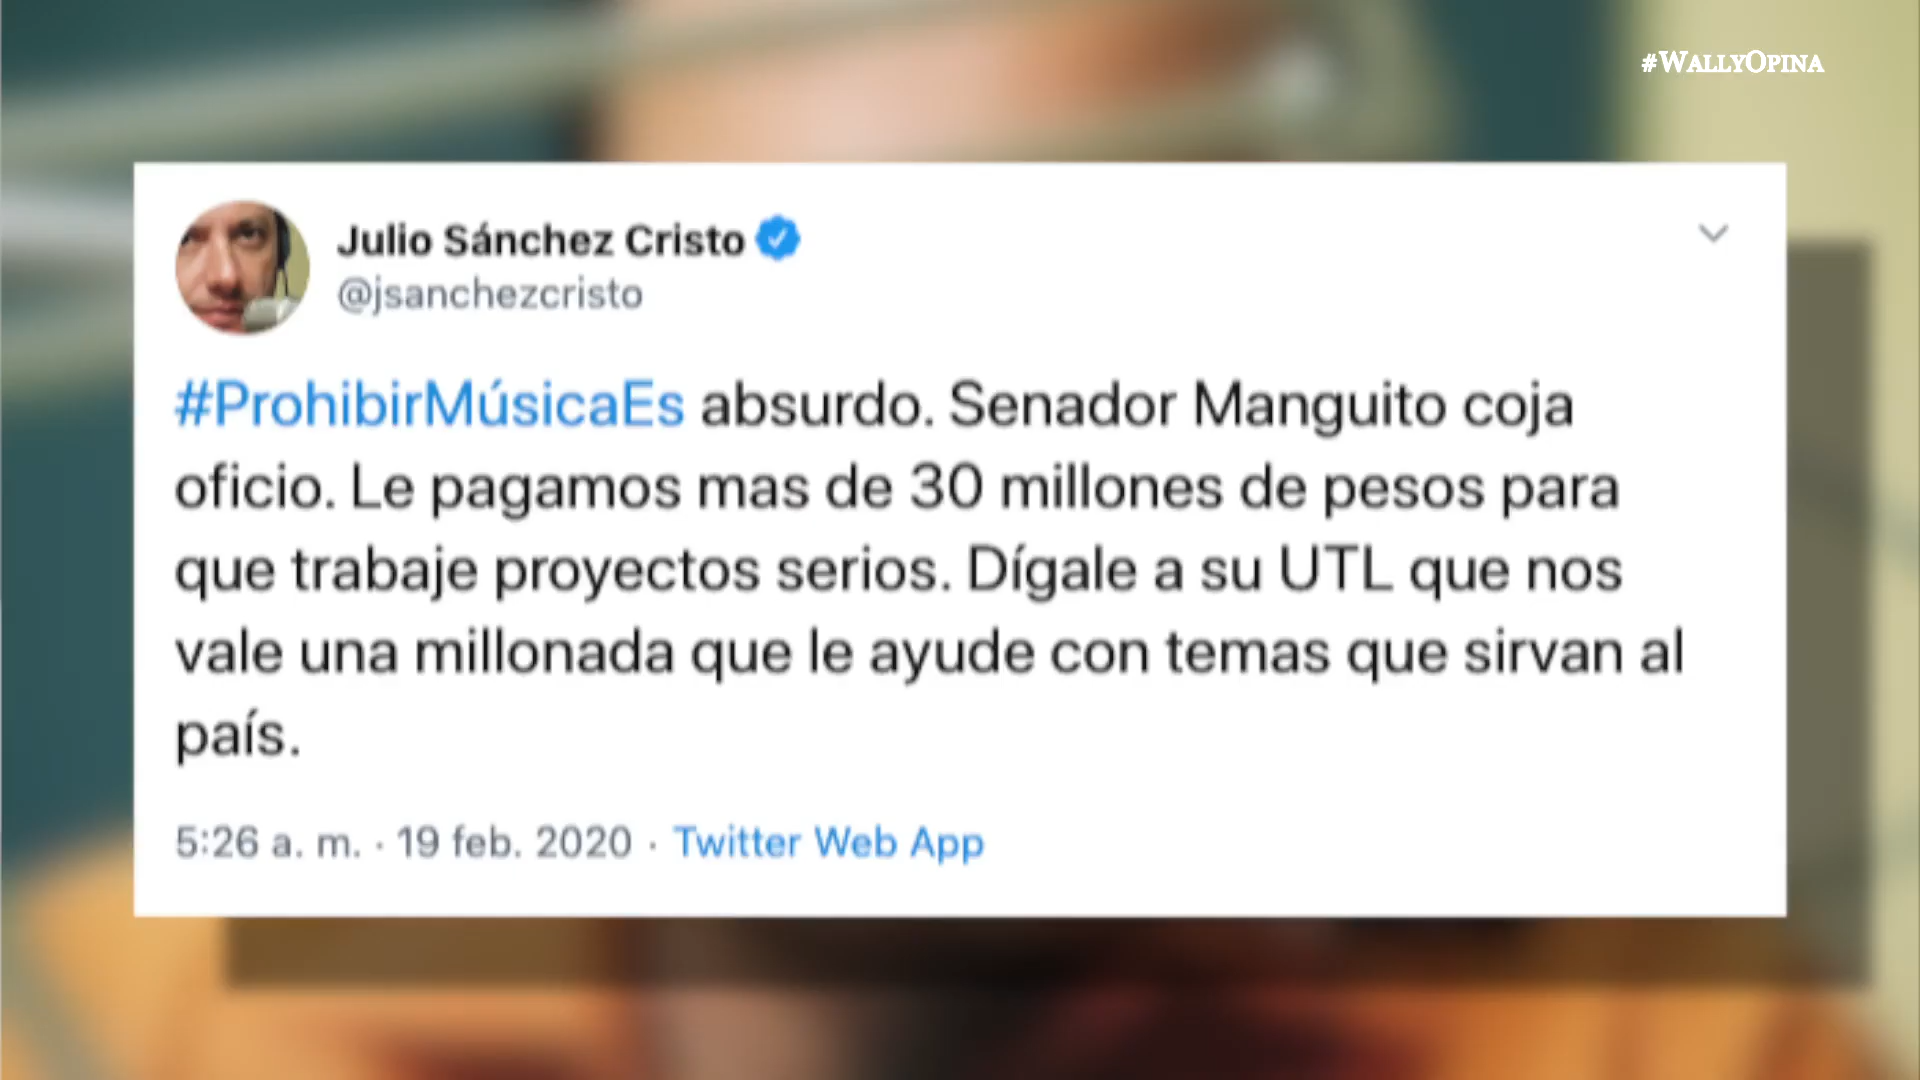 #WALLYOPINA
Julio Sánchez Cristo
@jsanchezcristo
#ProhibirMúsicaEs absurdo. Senador Manguito coja
oficio. Le pagamos mas de 30 millones de pesos para
que trabaje proyectos serios. Dígale a su UTL que nos
vale una millonada que le ayude con temas que sirvan al
país.
5:26 a. m. · 19 feb. 2020 · Twitter Web App